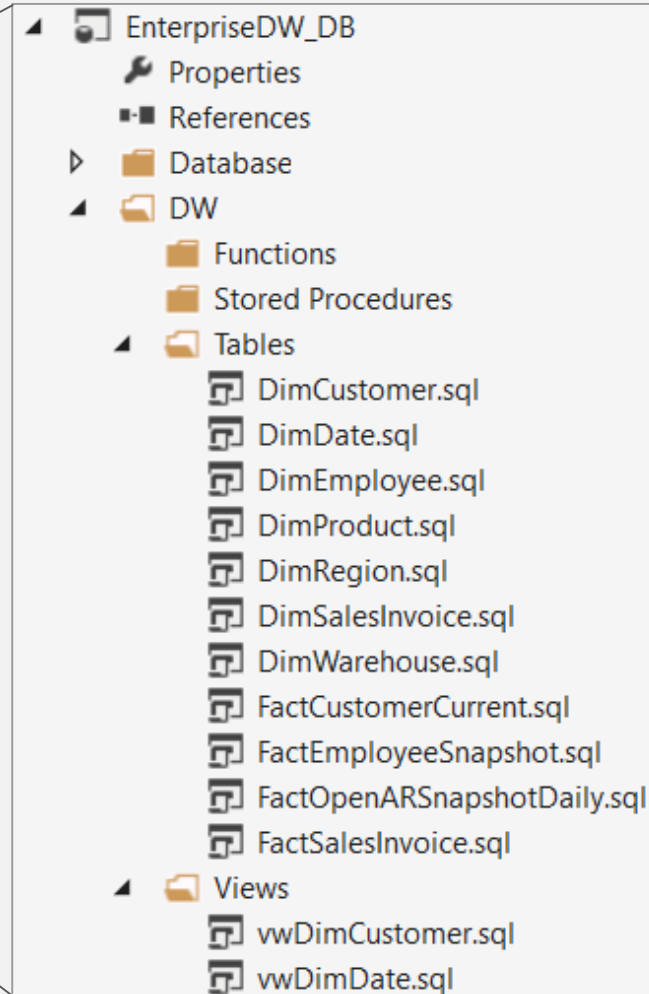 EnterpriseDW_DB
Properties
References
Database
DW
Functions
Stored Procedures
Tables
DimCustomer.sql
DimDate.sql
DimEmployee.sql
DimProduct.sql
DimRegion.sql
DimSalesInvoice.sql
DimWarehouse.sql
FactCustomerCurrent.sql
FactEmployeeSnapshot.sql
FactOpenARSnapshotDaily.sql
FactSalesInvoice.sql
Views
vwDimCustomer.sql
vwDimDate.sql